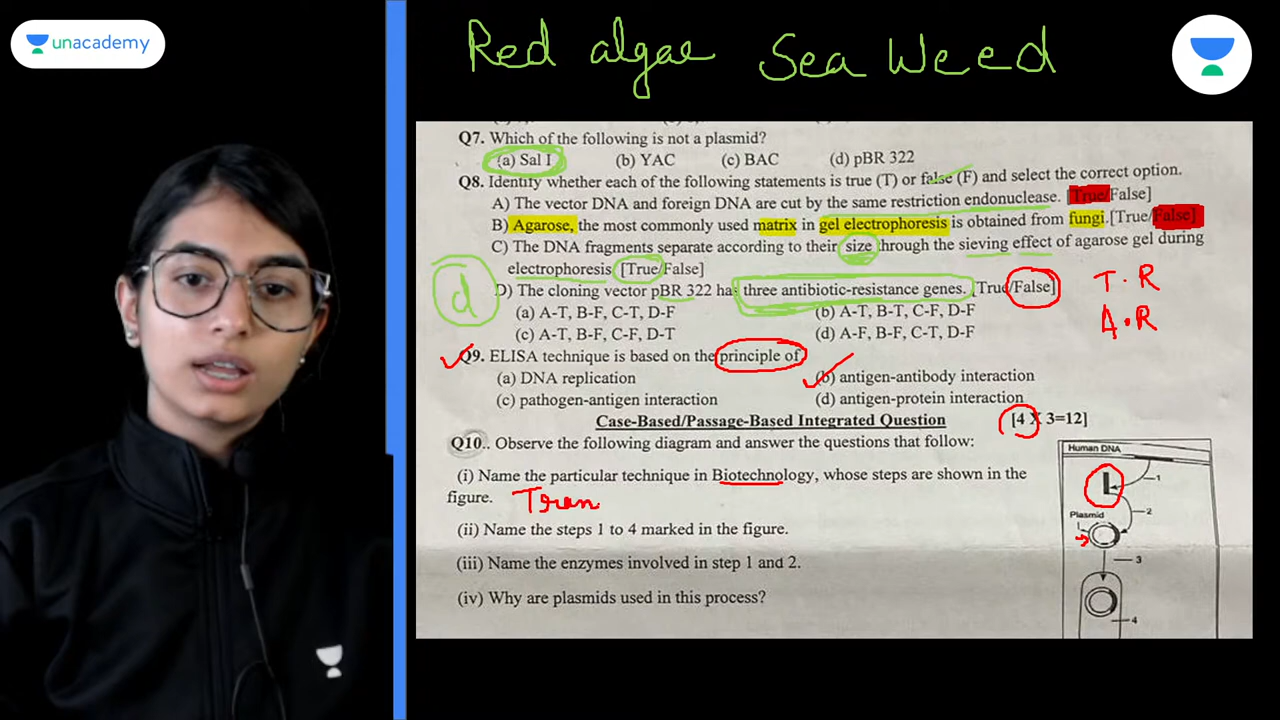 unacademy
Red algae Sea Weed
Q7. Which of the following is not a plasmid?
(a) Sal I (b) YAC (c) BAC (d) pBR 322
Q8. Identify whether each of the following statements is true (T) or false (F) and select the correct option.
A) The vector DNA and foreign DNA are cut by the same restriction endonuclease. [True/False]
B) Agarose, the most commonly used matrix in gel electrophoresis is obtained from fungi.[True/False]
C) The DNA fragments separate according to their size through the sieving effect of agarose gel during
electrophoresis [True/False]
d
D) The cloning vector pBR 322 has three antibiotic-resistance genes. [True/False]
T.R
A.R
(a) A-T, B-F, C-T, D-F (b) A-T, B-T, C-F, D-F
(c) A-T, B-F, C-F, D-T (d) A-F, B-F, C-T, D-F
Q9. ELISA technique is based on the principle of
(a) DNA replication (b) antigen-antibody interaction
(c) pathogen-antigen interaction (d) antigen-protein interaction
Case-Based/Passage-Based Integrated Question [4 X 3=12]
Q10.. Observe the following diagram and answer the questions that follow:
(i) Name the particular technique in Biotechnology, whose steps are shown in the
figure. Tran
(ii) Name the steps 1 to 4 marked in the figure.
(iii) Name the enzymes involved in step 1 and 2.
(iv) Why are plasmids used in this process?
Human DNA
1
2
Plasmid
3
4